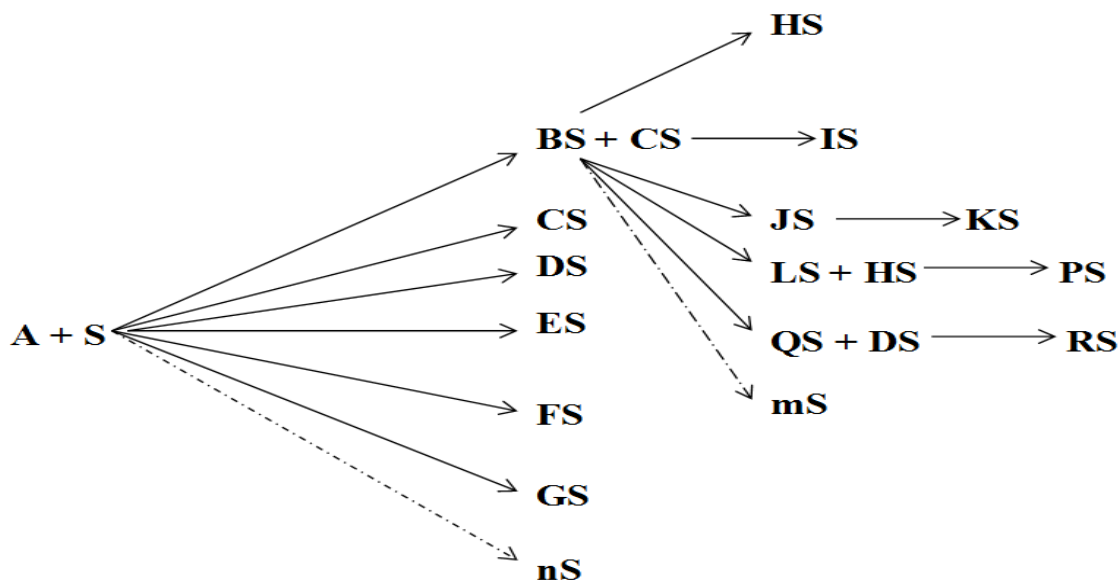 HS
BS + CS IS
CS JS KS
DS LS + HS PS
A + S ES QS + DS RS
mS
FS
GS
nS